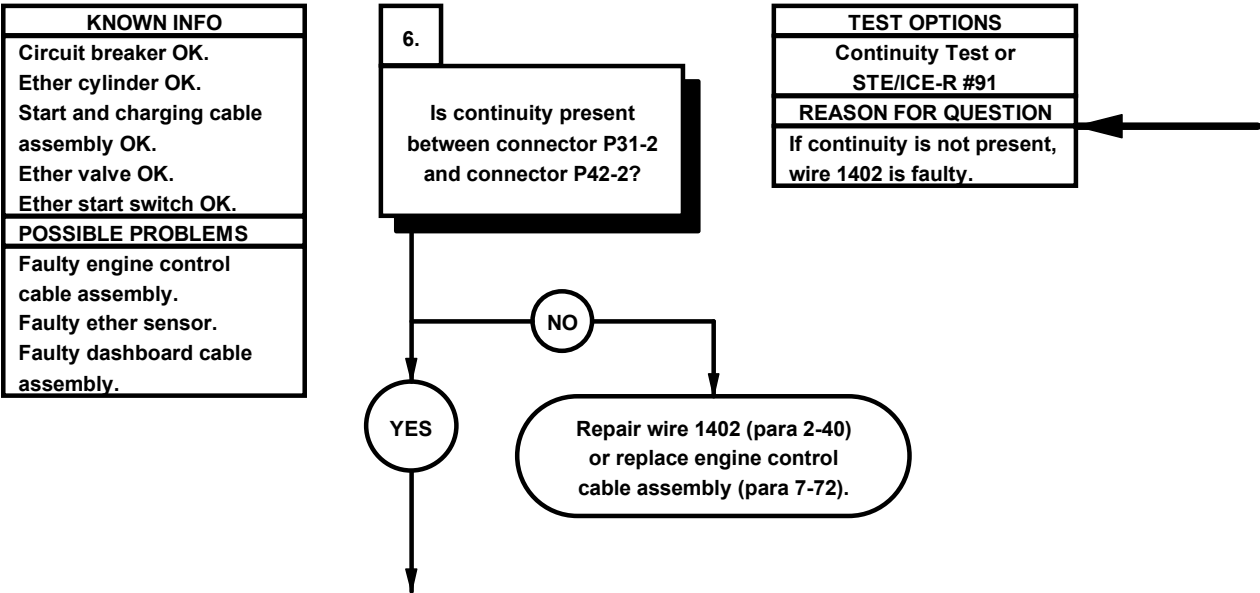 KNOWN INFO
Circuit breaker OK.
Ether cylinder OK.
Start and charging cable
assembly OK.
Ether valve OK.
Ether start switch OK.
POSSIBLE PROBLEMS
Faulty engine control
cable assembly.
Faulty ether sensor.
Faulty dashboard cable
assembly.
6.
Is continuity present
between connector P31-2
and connector P42-2?
TEST OPTIONS
Continuity Test or
STE/ICE-R #91
REASON FOR QUESTION
If continuity is not present,
wire 1402 is faulty.
NO
YES
Repair wire 1402 (para 2-40)
or replace engine control
cable assembly (para 7-72).